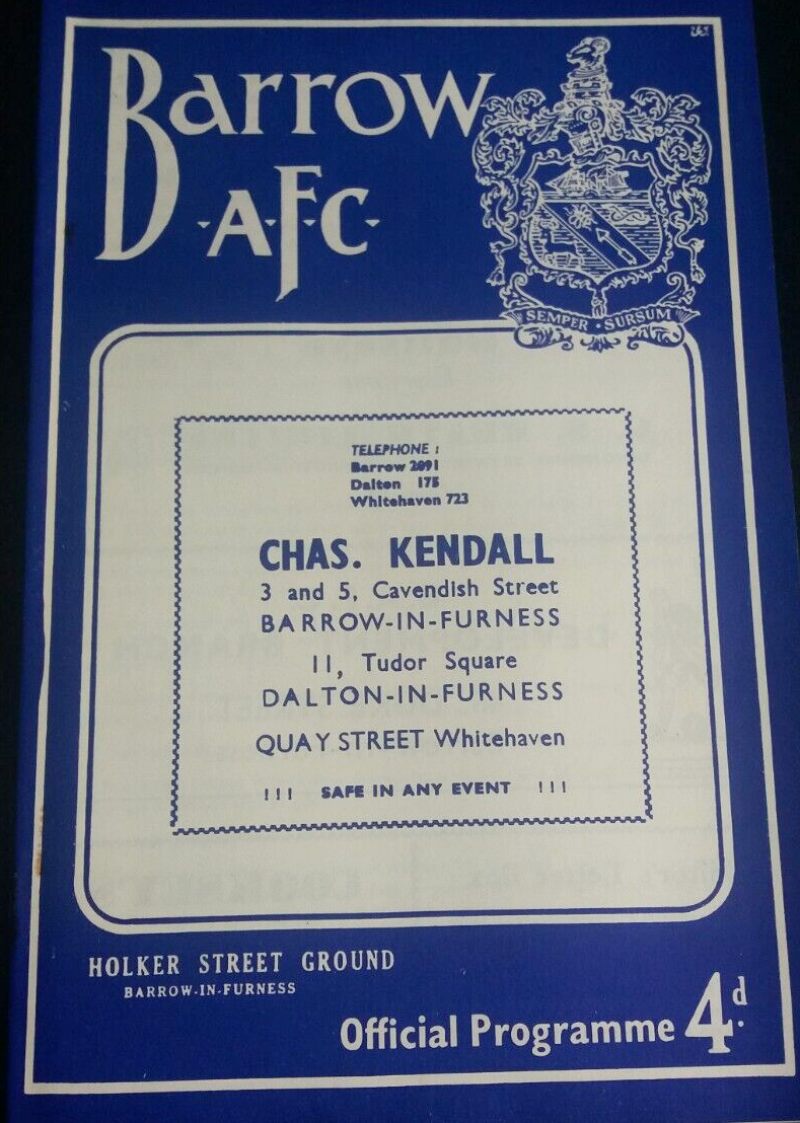 Barrow
A.F.C.
SEMPER • SURSUM
TELEPHONE :
Barrow 2091
Dalton 175
Whitehaven 723
CHAS. KENDALL
3 and 5, Cavendish Street
BARROW-IN-FURNESS
11, Tudor Square
DALTON-IN-FURNESS
QUAY STREET Whitehaven
!!! SAFE IN ANY EVENT !!!
HOLKER STREET GROUND
BARROW-IN-FURNESS
Official Programme 4d.